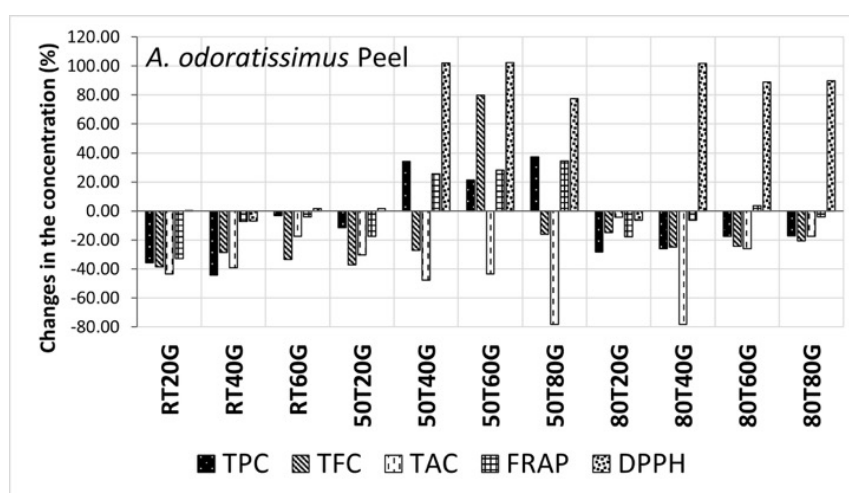 A. odoratissimus Peel
Changes in the concentration (%)
120.00
100.00
80.00
60.00
40.00
20.00
0.00
-20.00
-40.00
-60.00
-80.00
RT20G
RT40G
RT60G
50T20G
50T40G
50T60G
50T80G
80T20G
80T40G
80T60G
80T80G
TPC TFC TAC FRAP DPPH